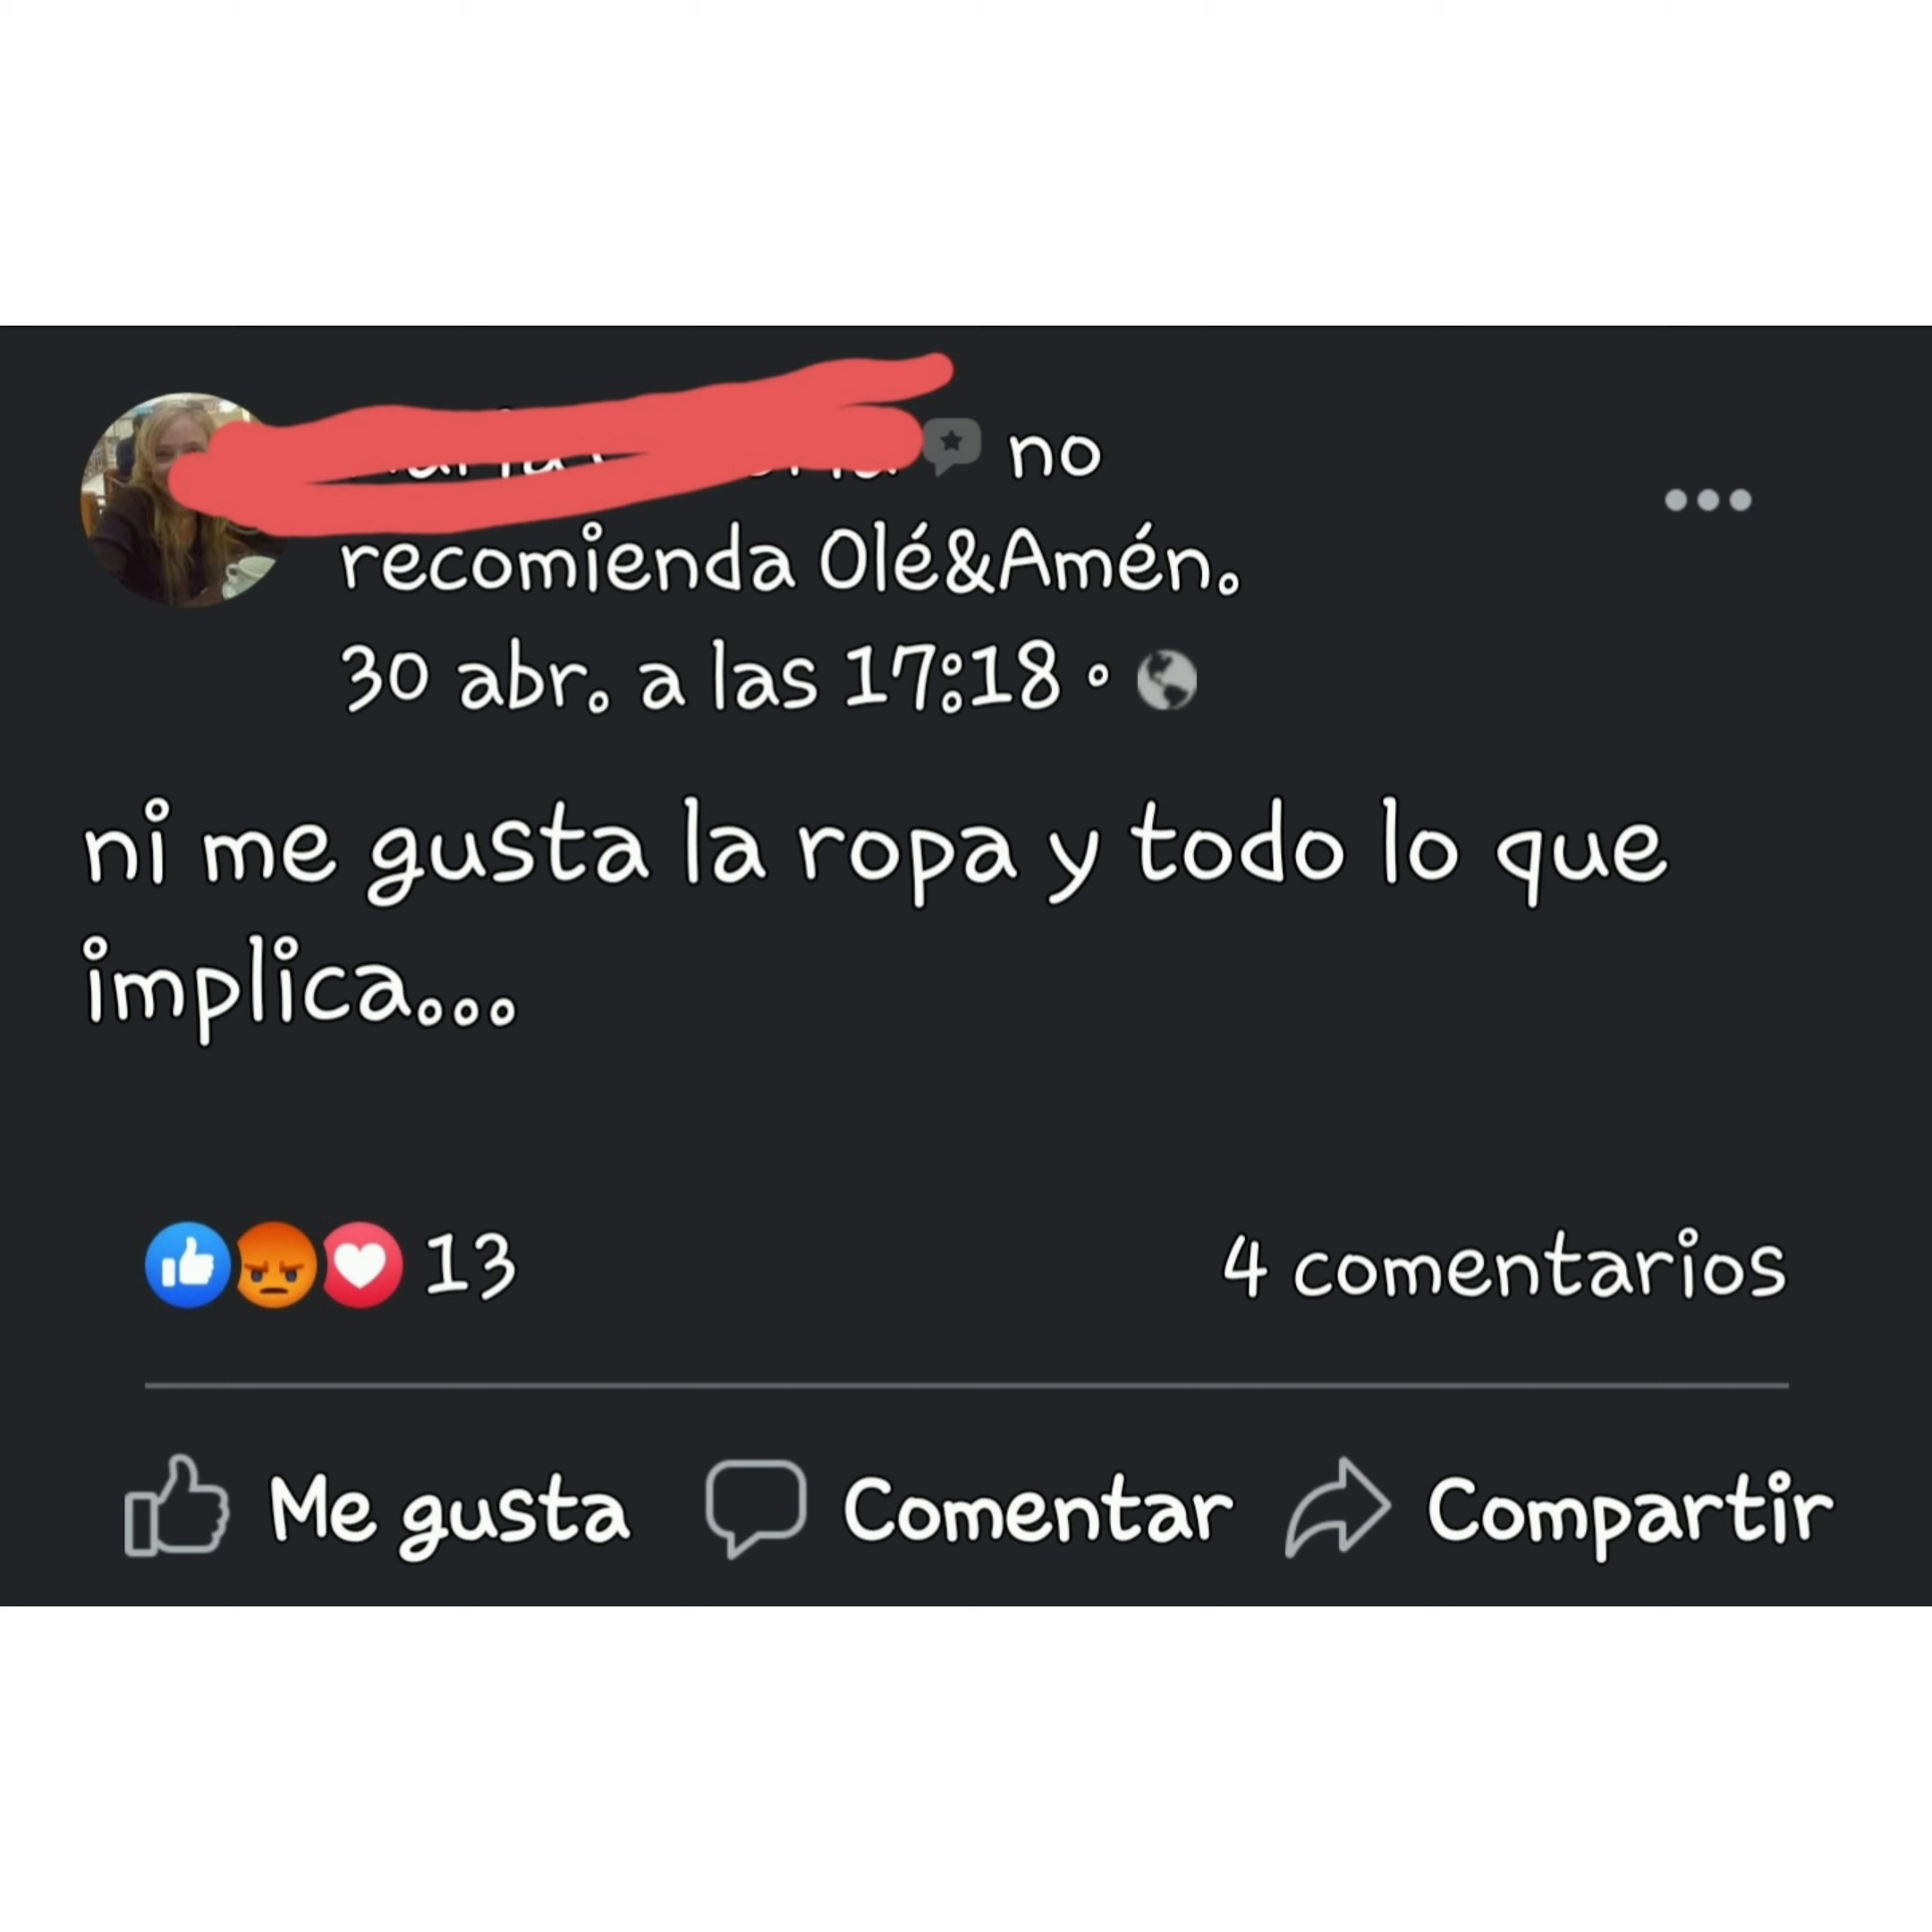 no
recomienda Olé&Amén.
30 abr. a las 17:18 •
ni me gusta la ropa y todo lo que
implica...
13 4 comentarios
Me gusta Comentar Compartir